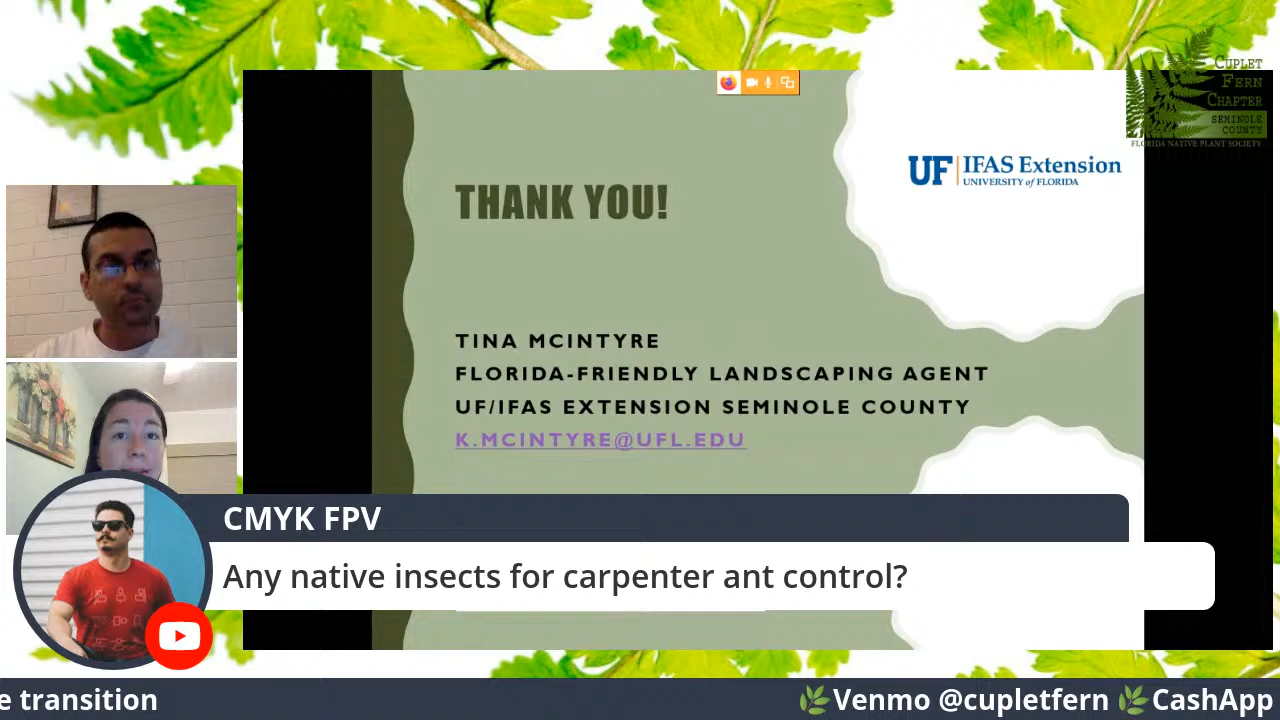 CUPLET
FERN
CHAPTER
SEMINOLE
COUNTY
FLORIDA NATIVE PLANT SOCIETY
UF IFAS Extension
UNIVERSITY of FLORIDA
THANK YOU!
TINA MCINTYRE
FLORIDA-FRIENDLY LANDSCAPING AGENT
UF/IFAS EXTENSION SEMINOLE COUNTY
K.MCINTYRE@UFL.EDU
CMYK FPV
Any native insects for carpenter ant control?
e transition 🌿Venmo @cupletfern 🌿CashApp